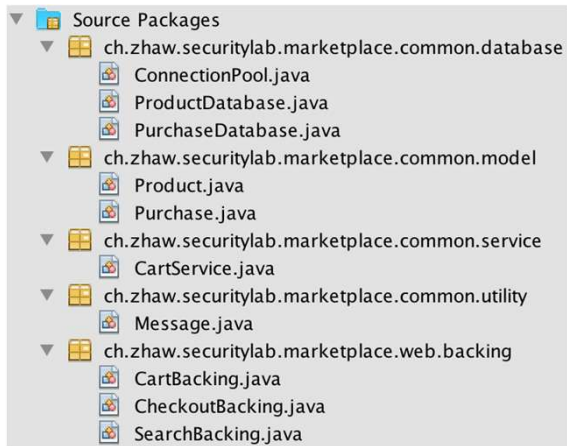 Source Packages
ch.zhaw.securitylab.marketplace.common.database
ConnectionPool.java
ProductDatabase.java
PurchaseDatabase.java
ch.zhaw.securitylab.marketplace.common.model
Product.java
Purchase.java
ch.zhaw.securitylab.marketplace.common.service
CartService.java
ch.zhaw.securitylab.marketplace.common.utility
Message.java
ch.zhaw.securitylab.marketplace.web.backing
CartBacking.java
CheckoutBacking.java
SearchBacking.java